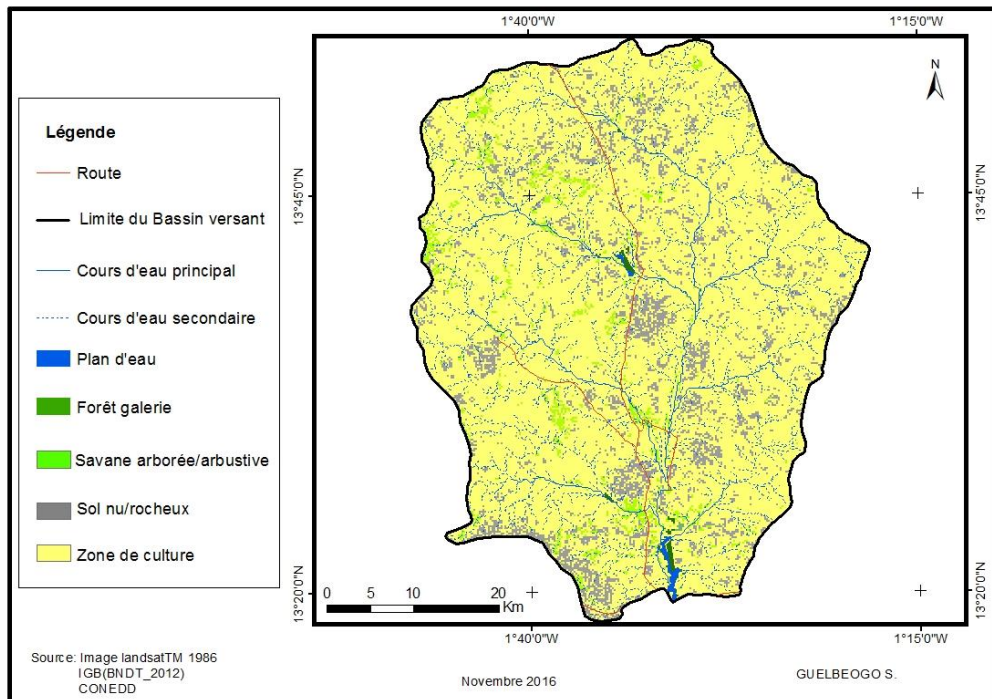 1°40'0"W
1°15'0"W
N
Légende
Route
Limite du Bassin versant
Cours d'eau principal
Cours d'eau secondaire
Plan d'eau
Forêt galerie
Savane arborée/arbustive
Sol nu/rocheux
Zone de culture
13°45'0"N
13°45'0"N
13°20'0"N
13°20'0"N
0 5 10 20
Km
1°40'0"W
1°15'0"W
Source: Image landsatTM 1986
IGB(BNDT_2012)
CONEDD
Novembre 2016
GUELBEOGO S.